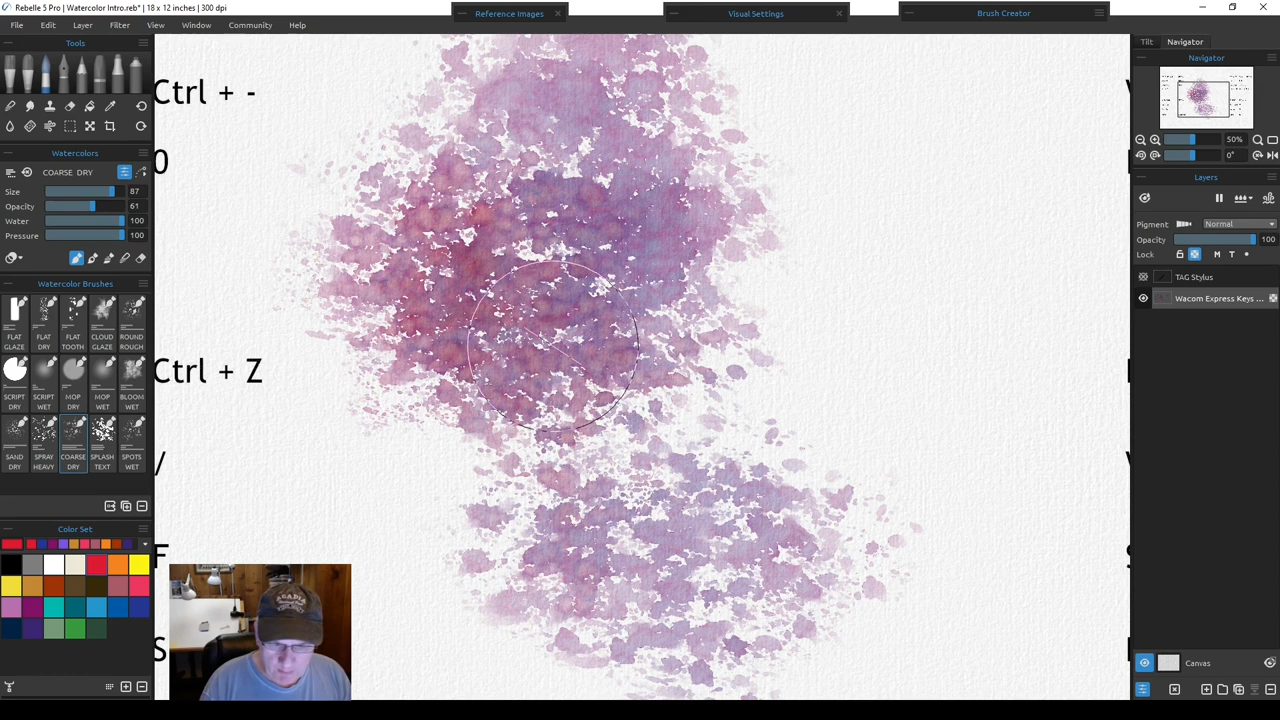 Rebelle 5 Pro | Watercolor Intro.reb* | 18 x 12 inches | 300 dpi
Reference Images
Visual Settings
Brush Creator
File Edit Layer Filter View Window Community Help
Tools
Watercolors
COARSE DRY
Size 87
Opacity 61
Water 100
Pressure 100
Watercolor Brushes
FLAT GLAZE
FLAT DRY
FLAT TOOTH
CLOUD GLAZE
ROUND ROUGH
SCRIPT DRY
SCRIPT WET
MOP DRY
MOP WET
BLOOM WET
SAND DRY
SPRAY HEAVY
COARSE DRY
SPLASH TEXT
SPOTS WET
Color Set
Ctrl + -
0
Ctrl + Z
/
F
S
Tilt Navigator
Navigator
50%
0°
Layers
Pigment Normal
Opacity 100
Lock M T
TAG Stylus
Wacom Express Keys ...
Canvas